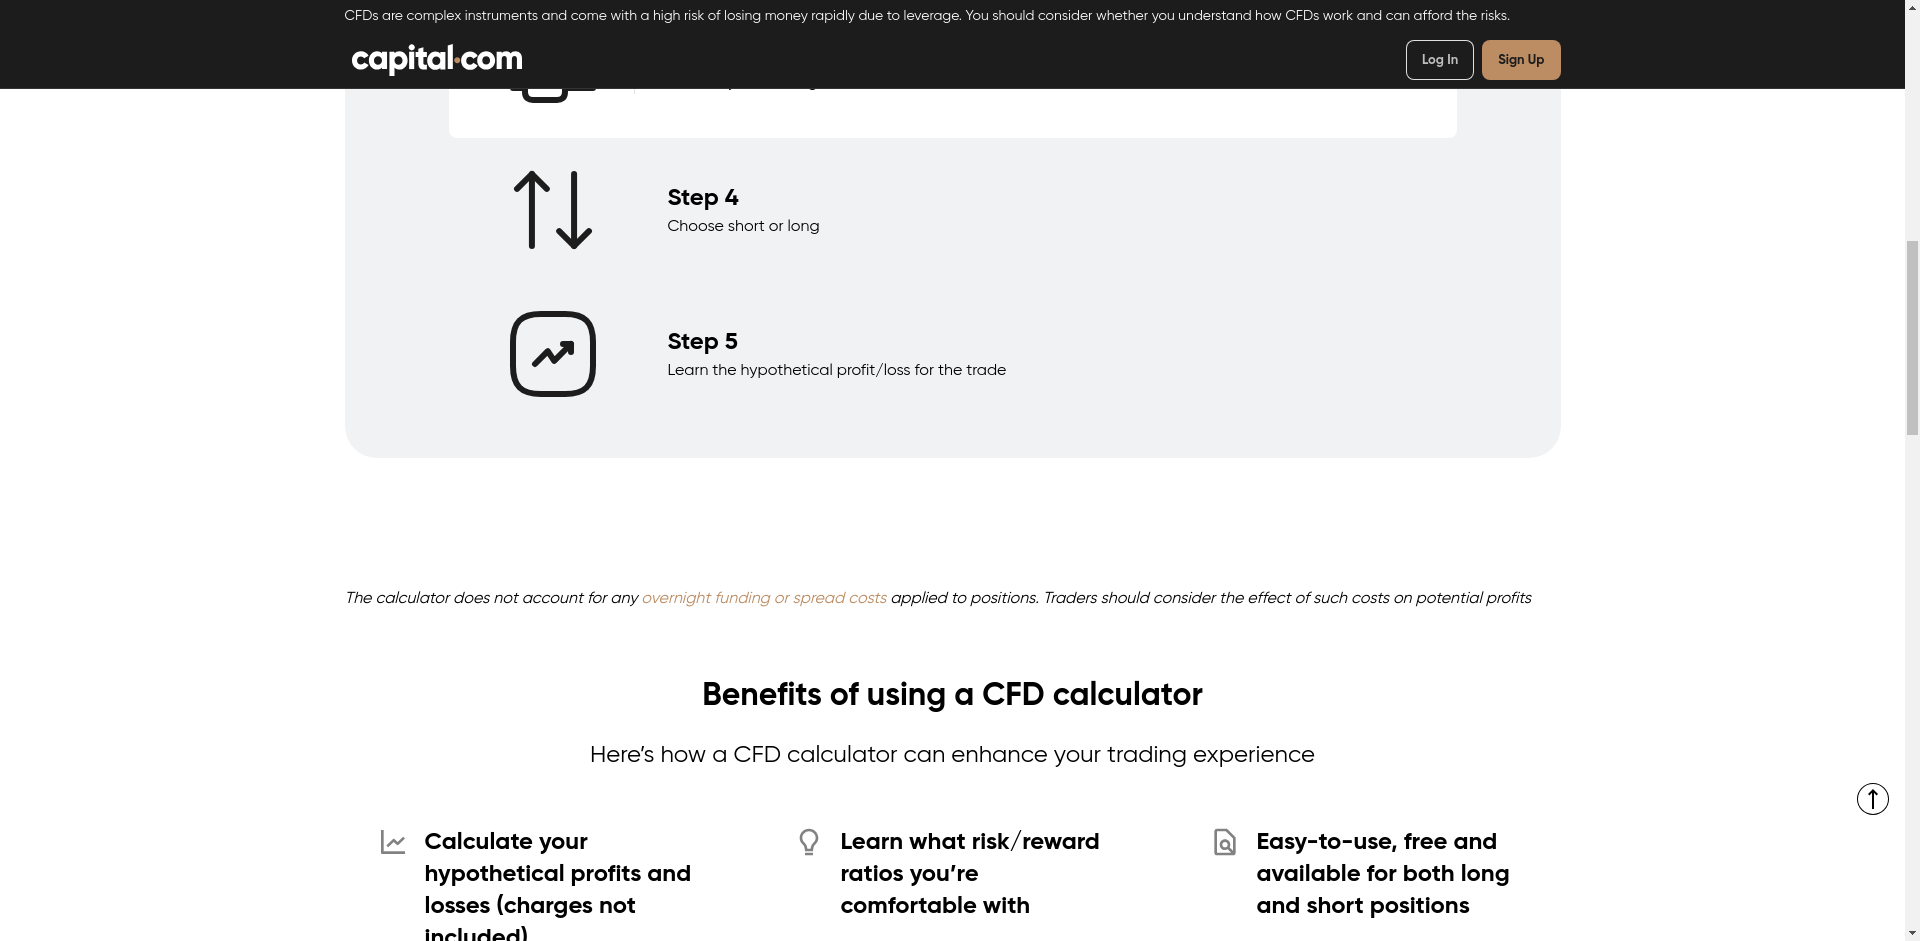 CFDs are complex instruments and come with a high risk of losing money rapidly due to leverage. You should consider whether you understand how CFDs work and can afford the risks.
capital.com
Log In
Sign Up
Step 4
Choose short or long
Step 5
Learn the hypothetical profit/loss for the trade
The calculator does not account for any overnight funding or spread costs applied to positions. Traders should consider the effect of such costs on potential profits
Benefits of using a CFD calculator
Here’s how a CFD calculator can enhance your trading experience
Calculate your
hypothetical profits and
losses (charges not
included)
Learn what risk/reward
ratios you’re
comfortable with
Easy-to-use, free and
available for both long
and short positions